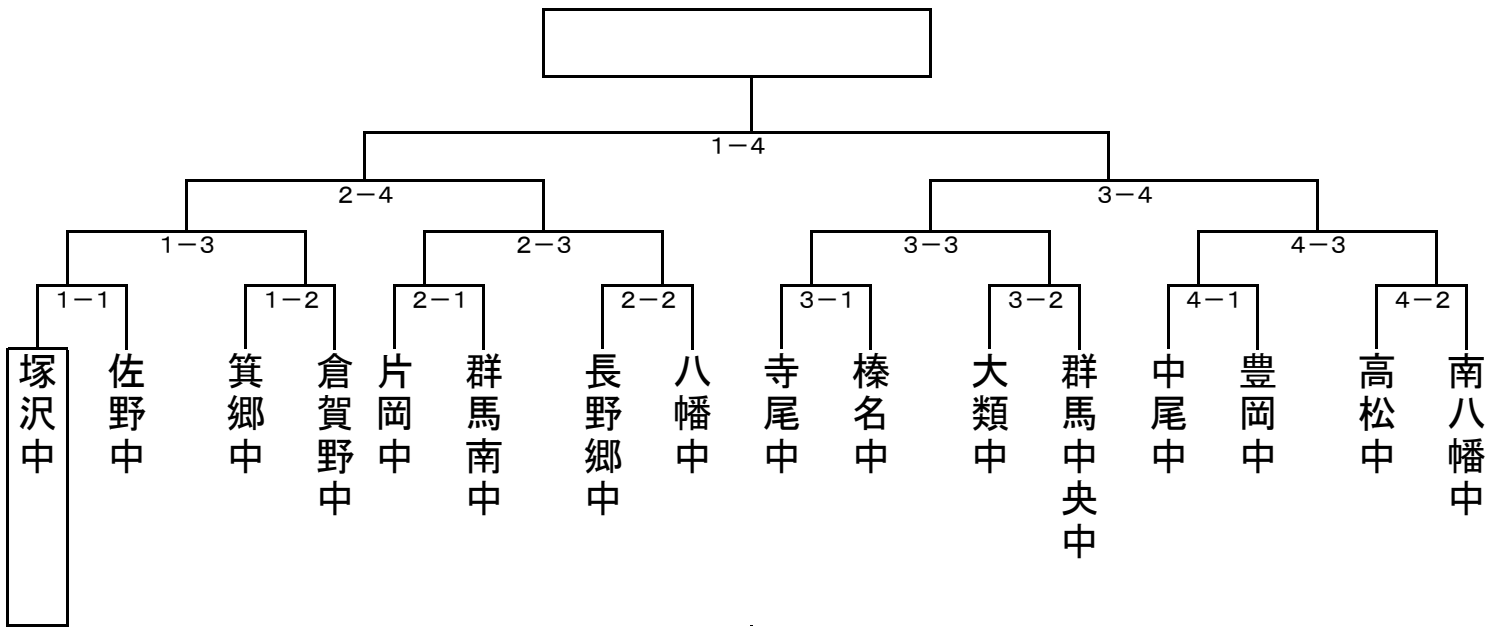 1－4
2－4
3－4
1－3
2－3
3－3
4－3
1－1
1－2
2－1
2－2
3－1
3－2
4－1
4－2
塚沢中
佐野中
箕郷中
倉賀野中
片岡中
群馬南中
長野郷中
八幡中
寺尾中
榛名中
大類中
群馬中央中
中尾中
豊岡中
高松中
南八幡中